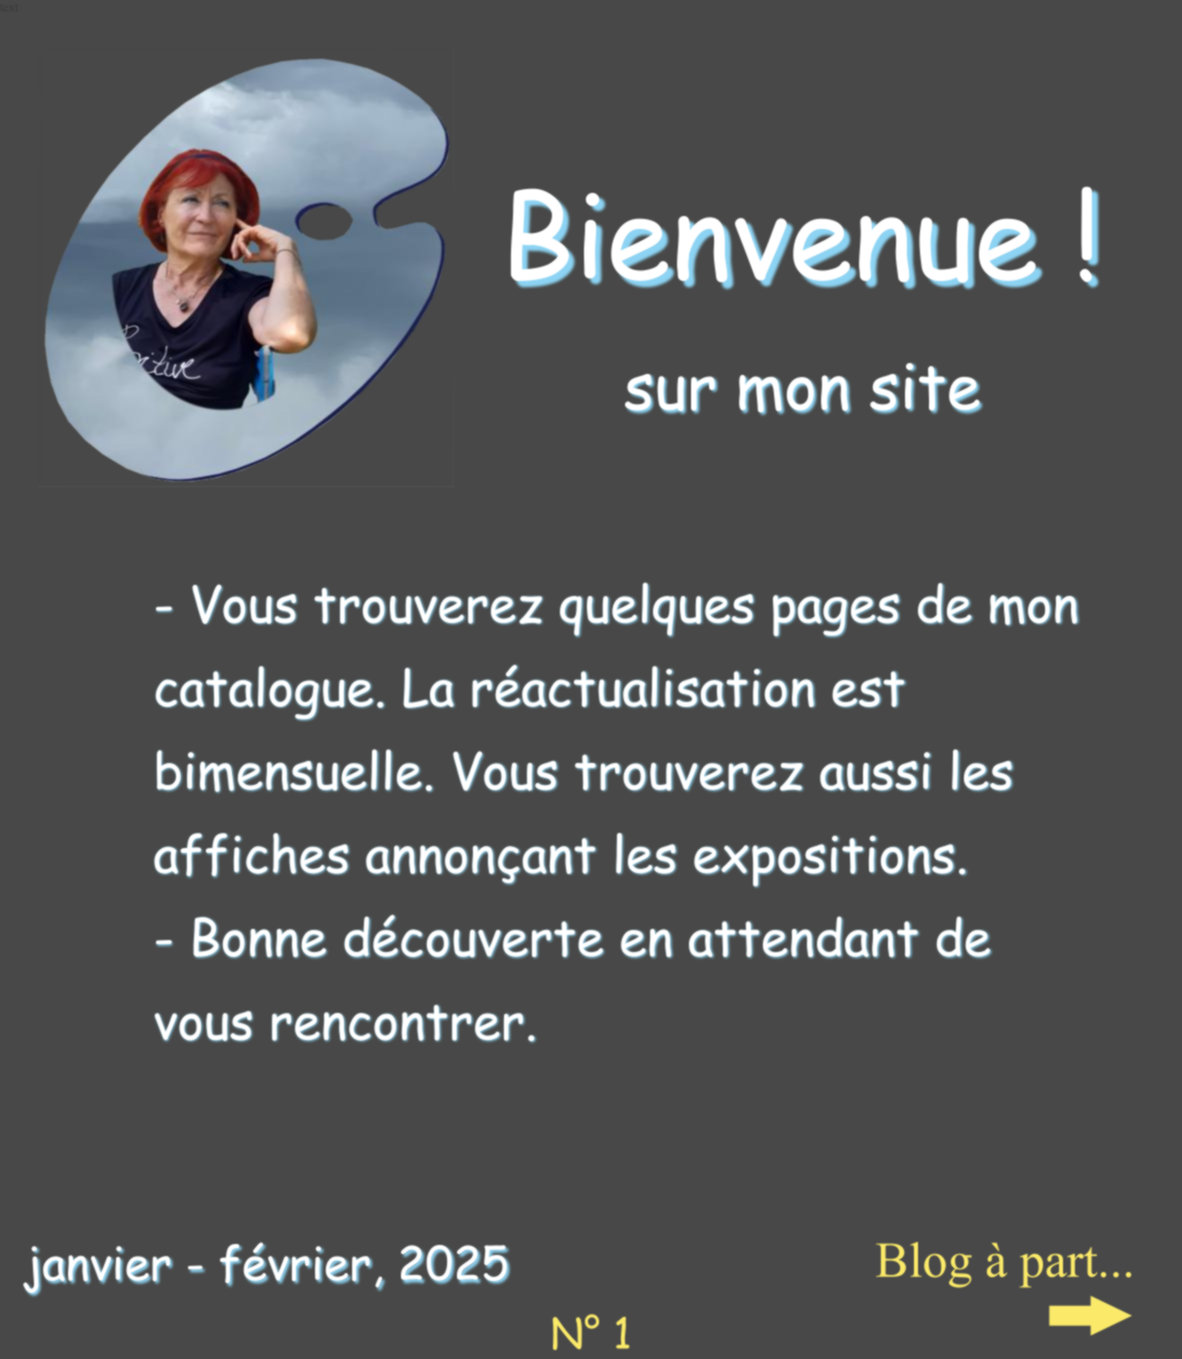 Bienvenue !
sur mon site
- Vous trouverez quelques pages de mon
catalogue. La réactualisation est
bimensuelle. Vous trouverez aussi les
affiches annonçant les expositions.
- Bonne découverte en attendant de
vous rencontrer.
janvier - février, 2025
Blog à part...
N° 1